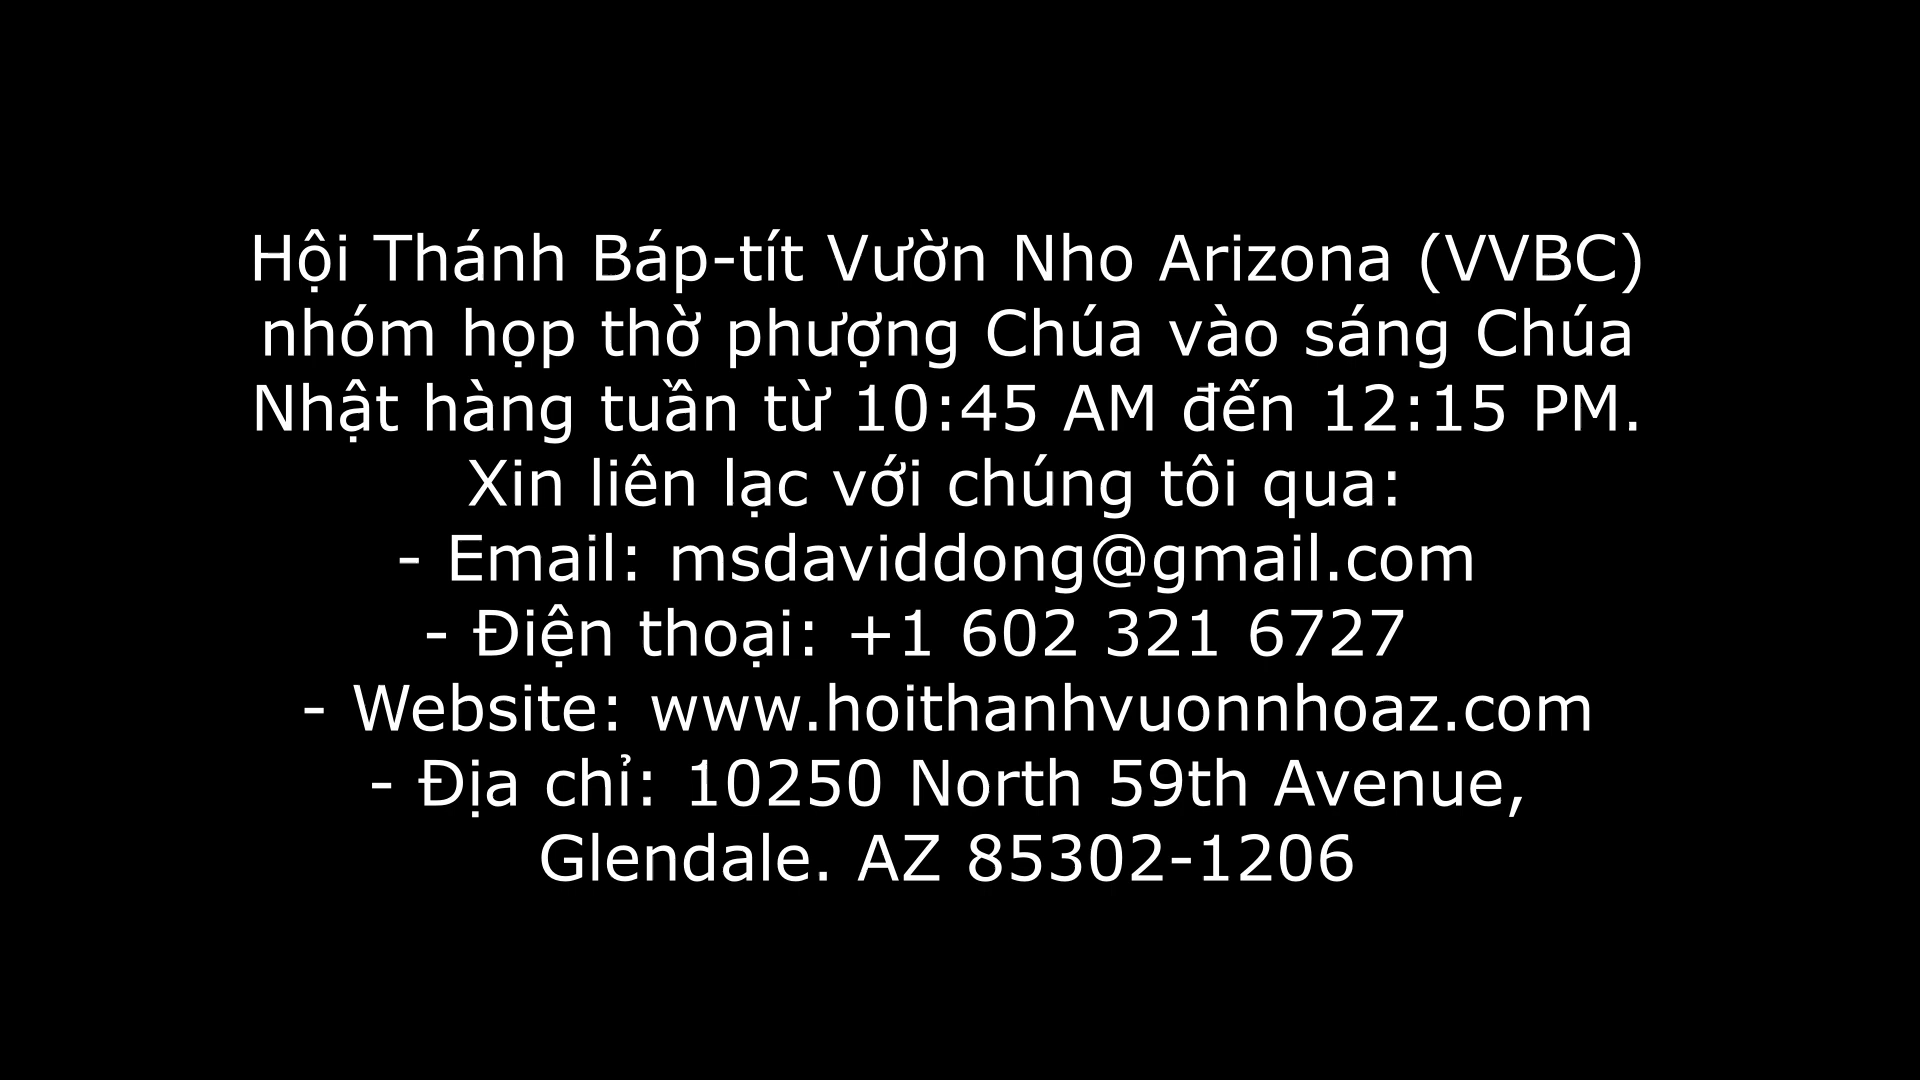 Hội Thánh Báp-tít Vườn Nho Arizona (VVBC)
nhóm họp thờ phượng Chúa vào sáng Chúa
Nhật hàng tuần từ 10:45 AM đến 12:15 PM.
Xin liên lạc với chúng tôi qua:
- Email: msdaviddong@gmail.com
- Điện thoại: +1 602 321 6727
- Website: www.hoithanhvuonnhoaz.com
- Địa chỉ: 10250 North 59th Avenue,
Glendale. AZ 85302-1206